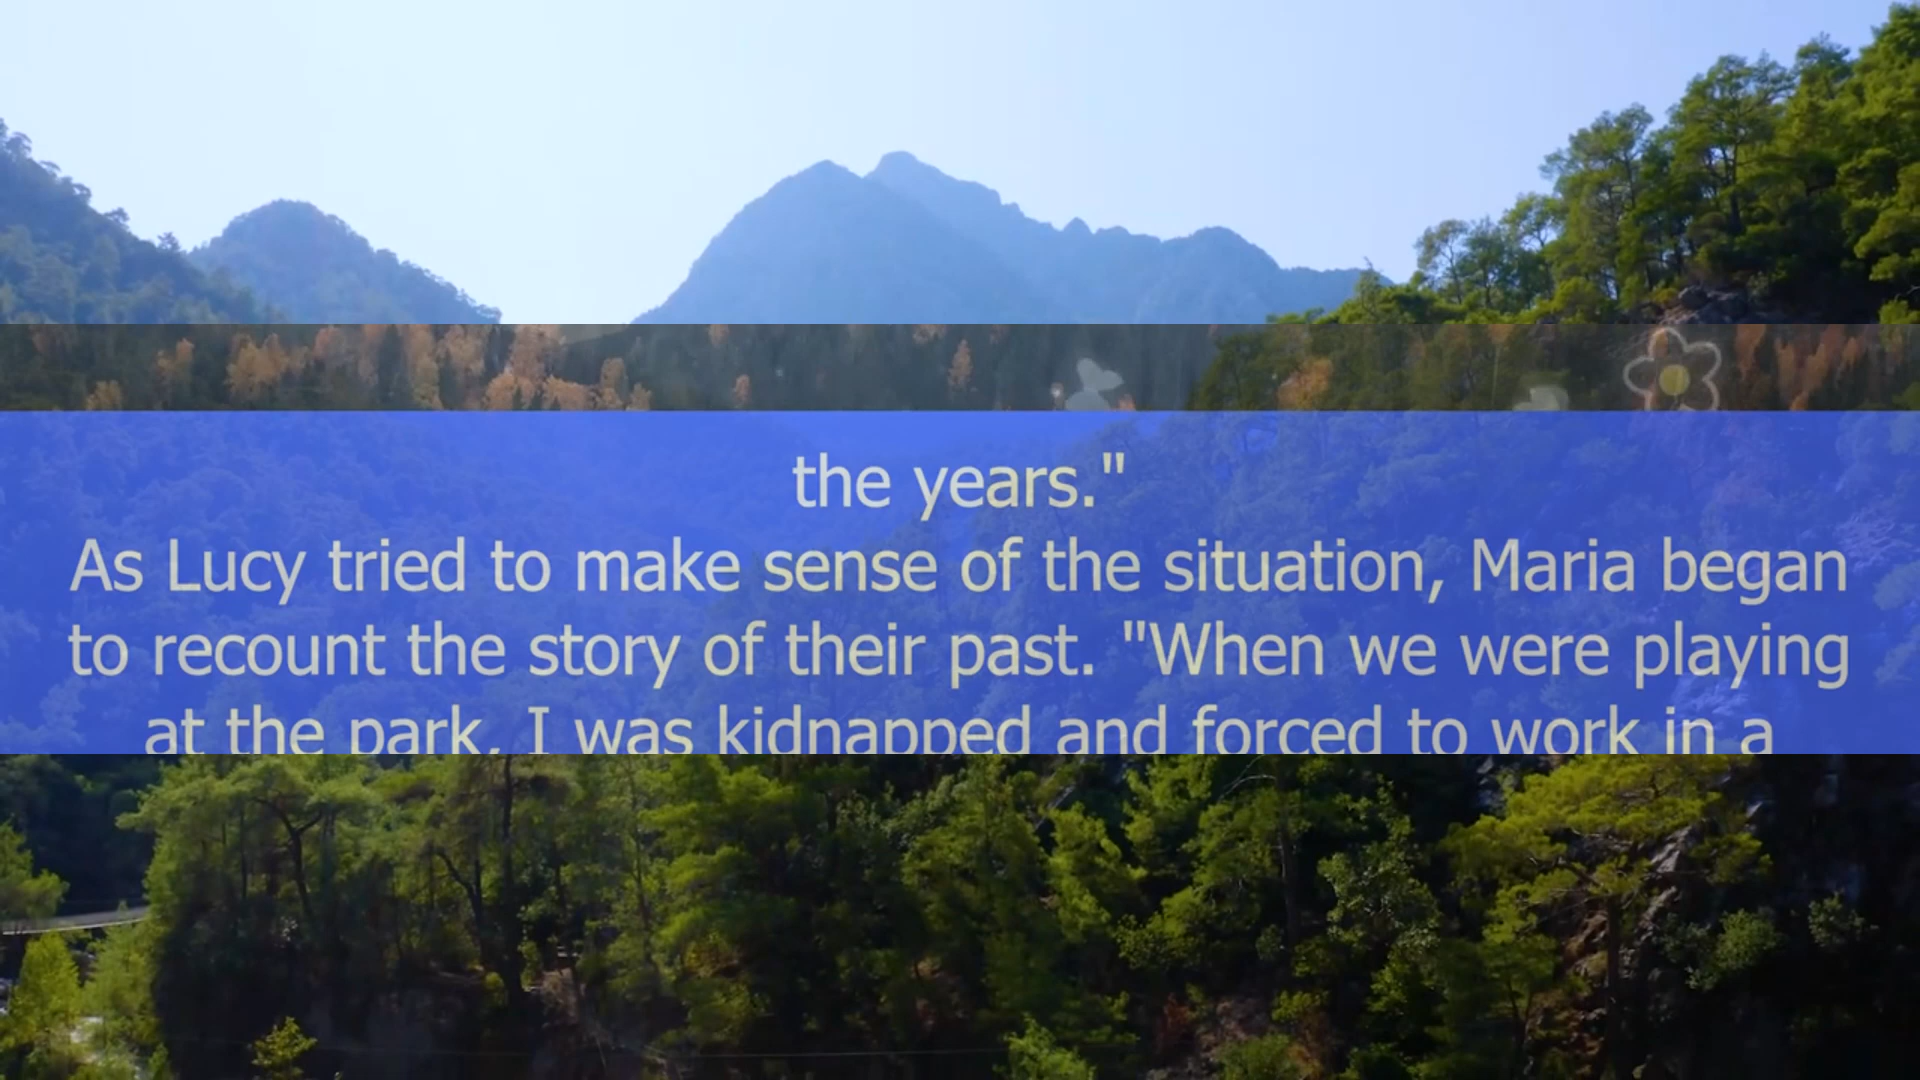 the years."
As Lucy tried to make sense of the situation, Maria began
to recount the story of their past. "When we were playing
at the park, I was kidnapped and forced to work in a